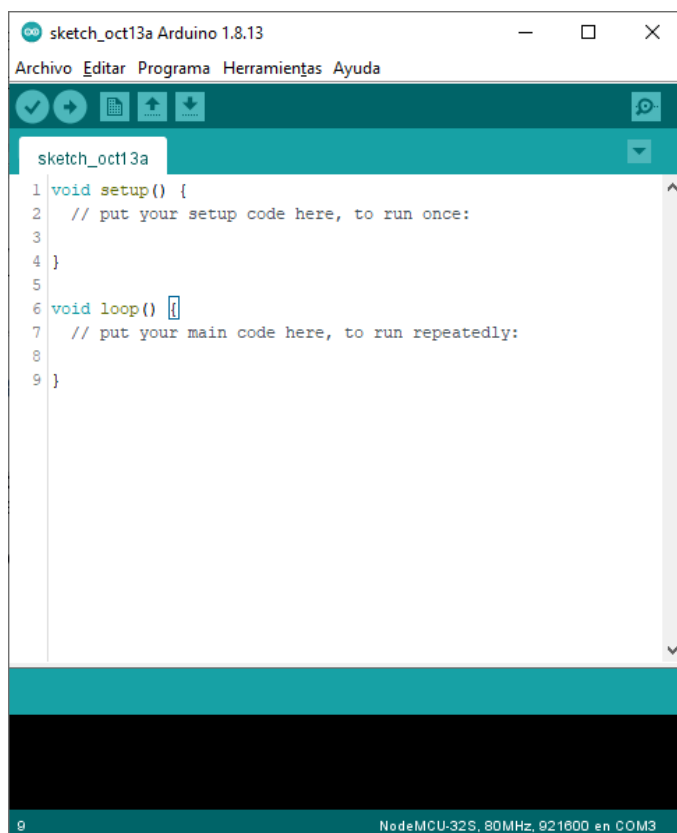 sketch_oct13a Arduino 1.8.13
Archivo Editar Programa Herramientas Ayuda
sketch_oct13a
1 void setup() {
2   // put your setup code here, to run once:
3
4 }
5
6 void loop() {
7   // put your main code here, to run repeatedly:
8
9 }
9 NodeMCU-32S, 80MHz, 921600 en COM3